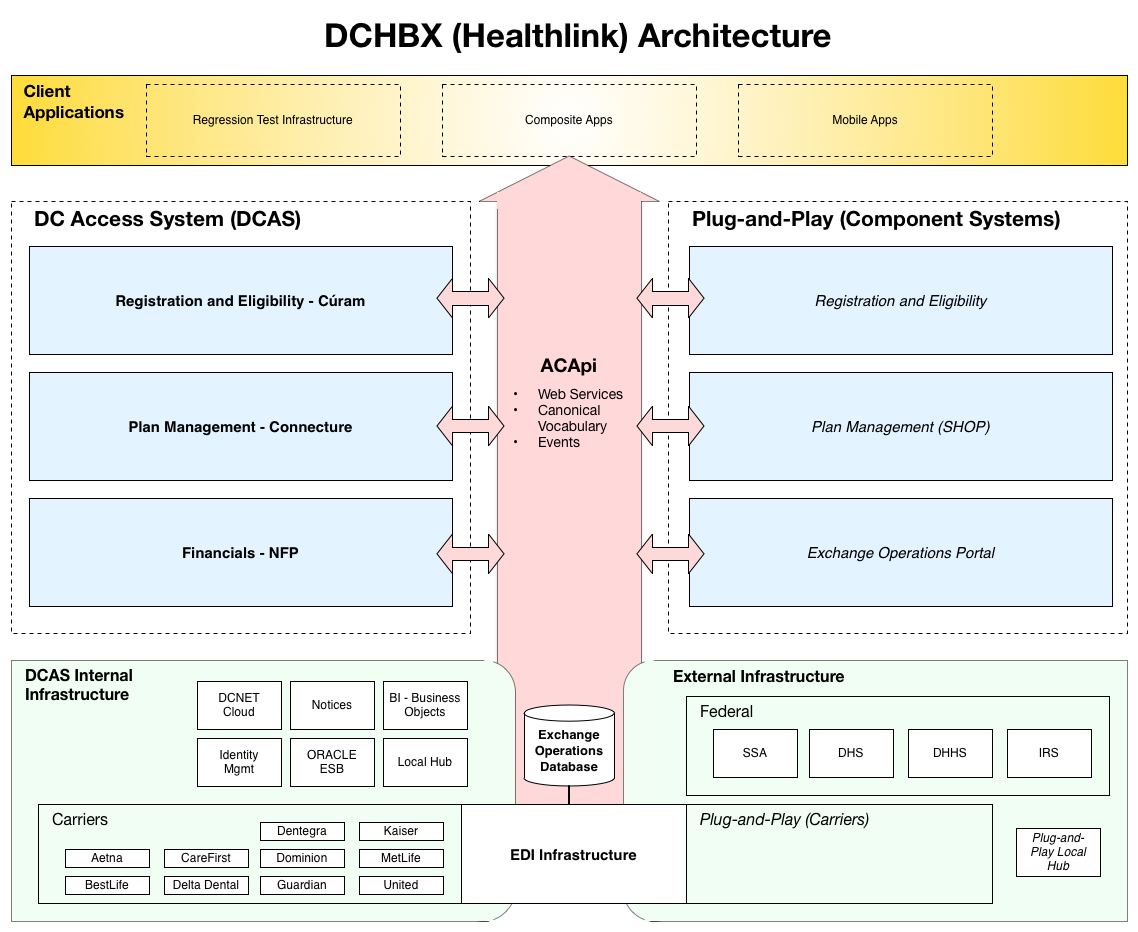 DCHBX (Healthlink) Architecture
Client
Applications
Regression Test Infrastructure
Composite Apps
Mobile Apps
DC Access System (DCAS)
Registration and Eligibility - Cúram
Plan Management - Connecture
Financials - NFP
ACApi
• Web Services
• Canonical
Vocabulary
• Events
Plug-and-Play (Component Systems)
Registration and Eligibility
Plan Management (SHOP)
Exchange Operations Portal
DCAS Internal
Infrastructure
DCNET
Cloud
Notices
BI - Business
Objects
Identity
Mgmt
ORACLE
ESB
Local Hub
Exchange
Operations
Database
External Infrastructure
Federal
SSA
DHS
DHHS
IRS
Carriers
Dentegra
Kaiser
Aetna
CareFirst
Dominion
MetLife
BestLife
Delta Dental
Guardian
United
EDI Infrastructure
Plug-and-Play (Carriers)
Plug-and-
Play Local
Hub